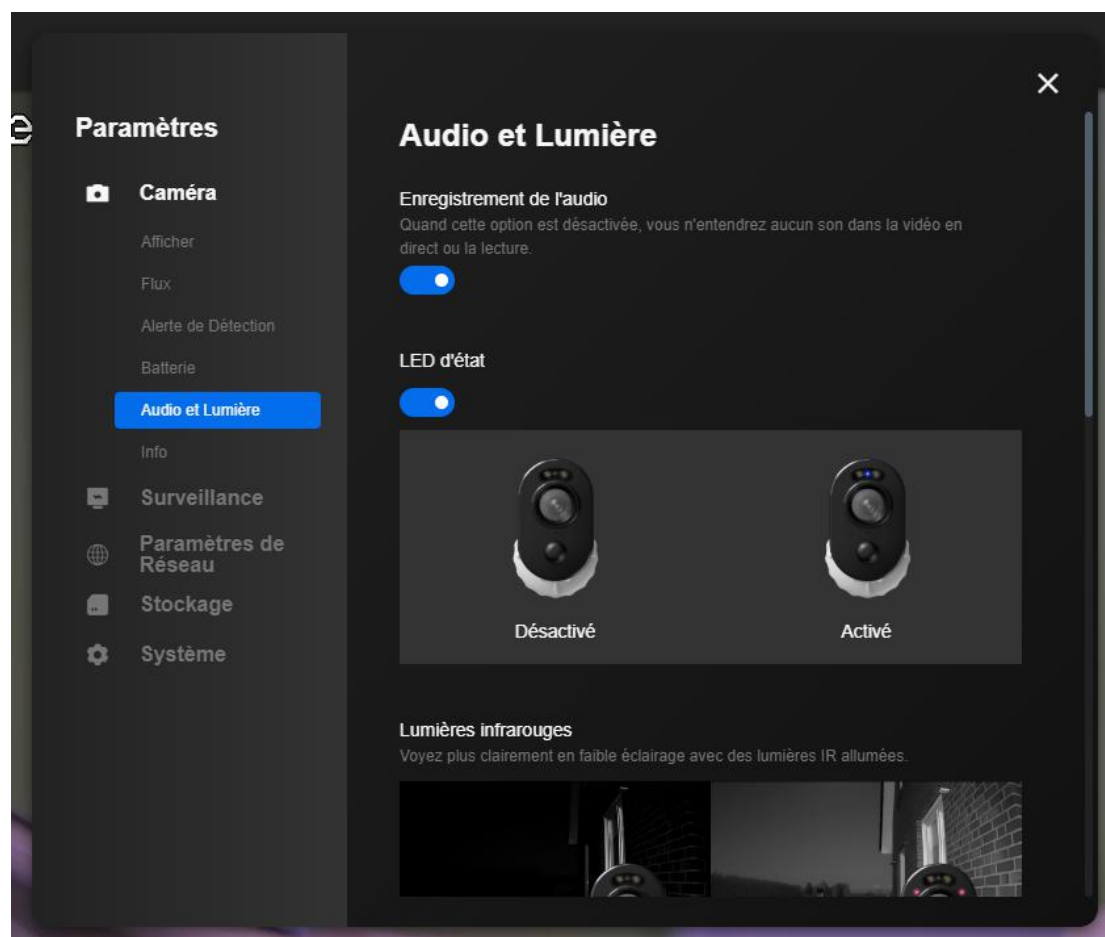 e
Paramètres
Caméra
Afficher
Flux
Alerte de Détection
Batterie
Audio et Lumière
Info
Surveillance
Paramètres de
Réseau
Stockage
Système
Audio et Lumière
Enregistrement de l'audio
Quand cette option est désactivée, vous n'entendrez aucun son dans la vidéo en
direct ou la lecture.
LED d'état
Désactivé
Activé
Lumières infrarouges
Voyez plus clairement en faible éclairage avec des lumières IR allumées.